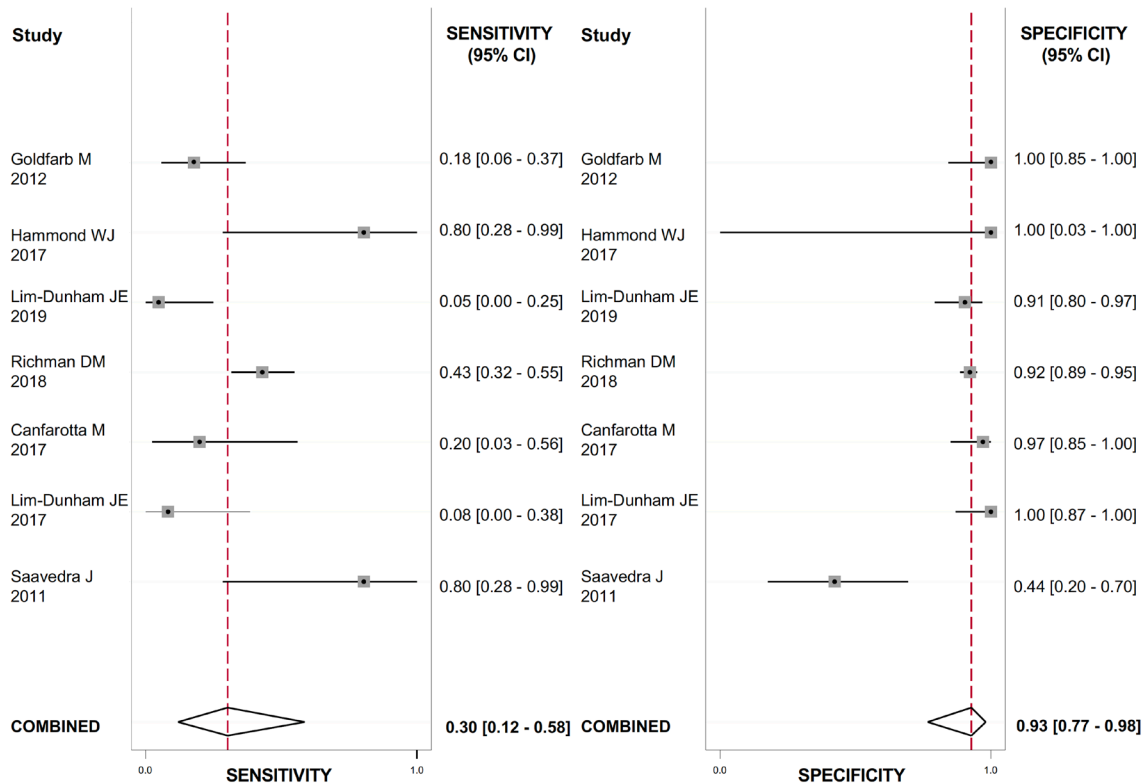 Study SENSITIVITY Study SPECIFICITY
(95% CI) (95% CI)
Goldfarb M 0.18 [0.06 - 0.37] Goldfarb M 1.00 [0.85 - 1.00]
2012 2012
Hammond WJ 0.80 [0.28 - 0.99] Hammond WJ 1.00 [0.03 - 1.00]
2017 2017
Lim-Dunham JE 0.05 [0.00 - 0.25] Lim-Dunham JE 0.91 [0.80 - 0.97]
2019 2019
Richman DM 0.43 [0.32 - 0.55] Richman DM 0.92 [0.89 - 0.95]
2018 2018
Canfarotta M 0.20 [0.03 - 0.56] Canfarotta M 0.97 [0.85 - 1.00]
2017 2017
Lim-Dunham JE 0.08 [0.00 - 0.38] Lim-Dunham JE 1.00 [0.87 - 1.00]
2017 2017
Saavedra J 0.80 [0.28 - 0.99] Saavedra J 0.44 [0.20 - 0.70]
2011 2011
COMBINED 0.30 [0.12 - 0.58] COMBINED 0.93 [0.77 - 0.98]
0.0 SENSITIVITY 1.0 0.0 SPECIFICITY 1.0